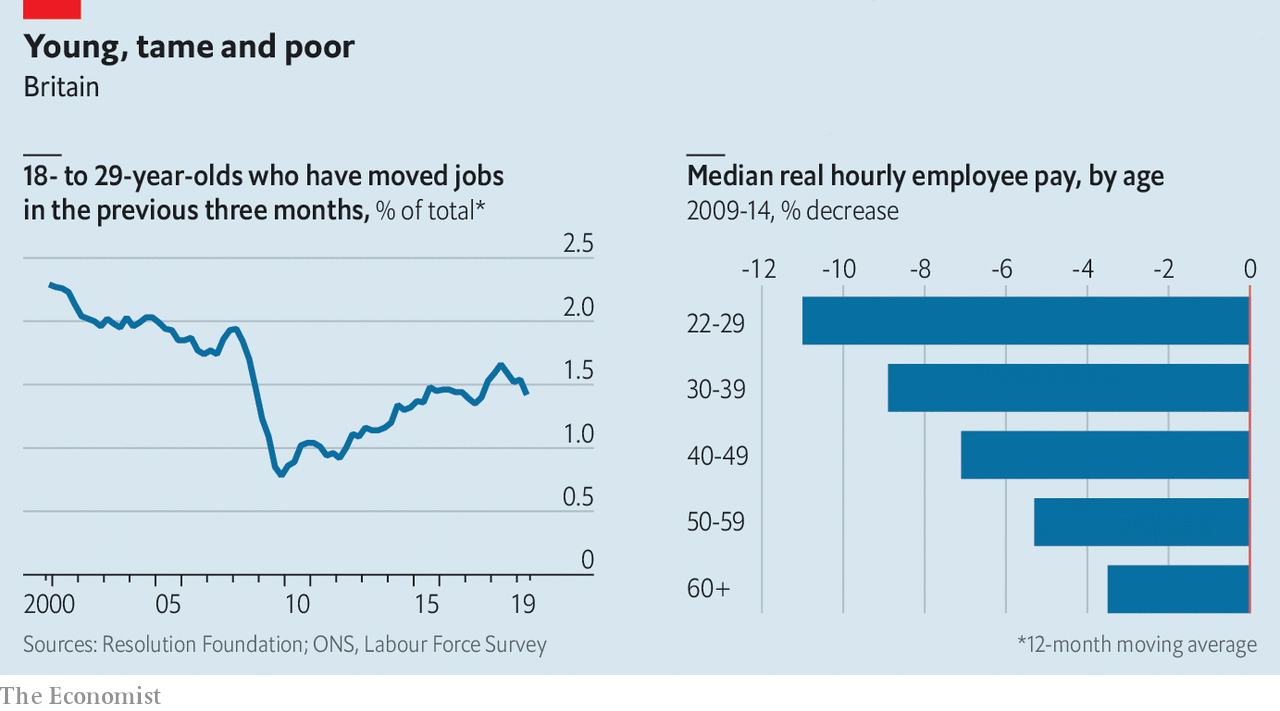 Young, tame and poor
Britain
18- to 29-year-olds who have moved jobs
in the previous three months, % of total*
2.5
2.0
1.5
1.0
0.5
0
2000 05 10 15 19
Median real hourly employee pay, by age
2009-14, % decrease
-12 -10 -8 -6 -4 -2 0
22-29
30-39
40-49
50-59
60+
Sources: Resolution Foundation; ONS, Labour Force Survey
*12-month moving average
The Economist